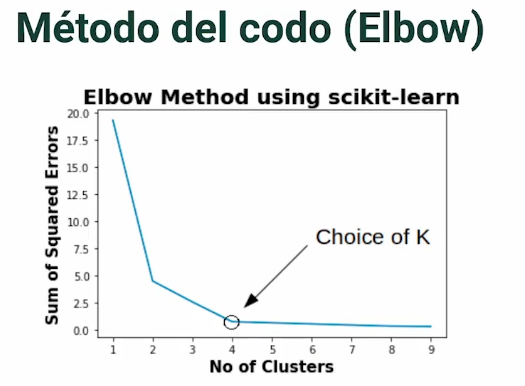 Método del codo (Elbow)
Elbow Method using scikit-learn
Sum of Squared Errors
20.0
17.5
15.0
12.5
10.0
7.5
5.0
2.5
0.0
Choice of K
1 2 3 4 5 6 7 8 9
No of Clusters